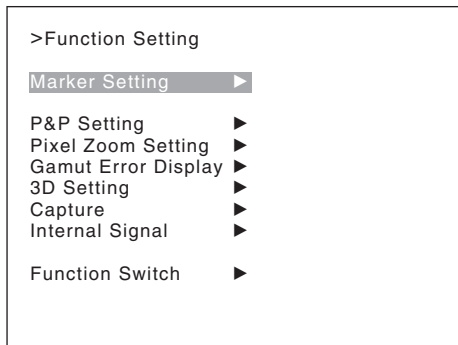 >Function Setting
Marker Setting ►
P&P Setting ►
Pixel Zoom Setting ►
Gamut Error Display ►
3D Setting ►
Capture ►
Internal Signal ►
Function Switch ►